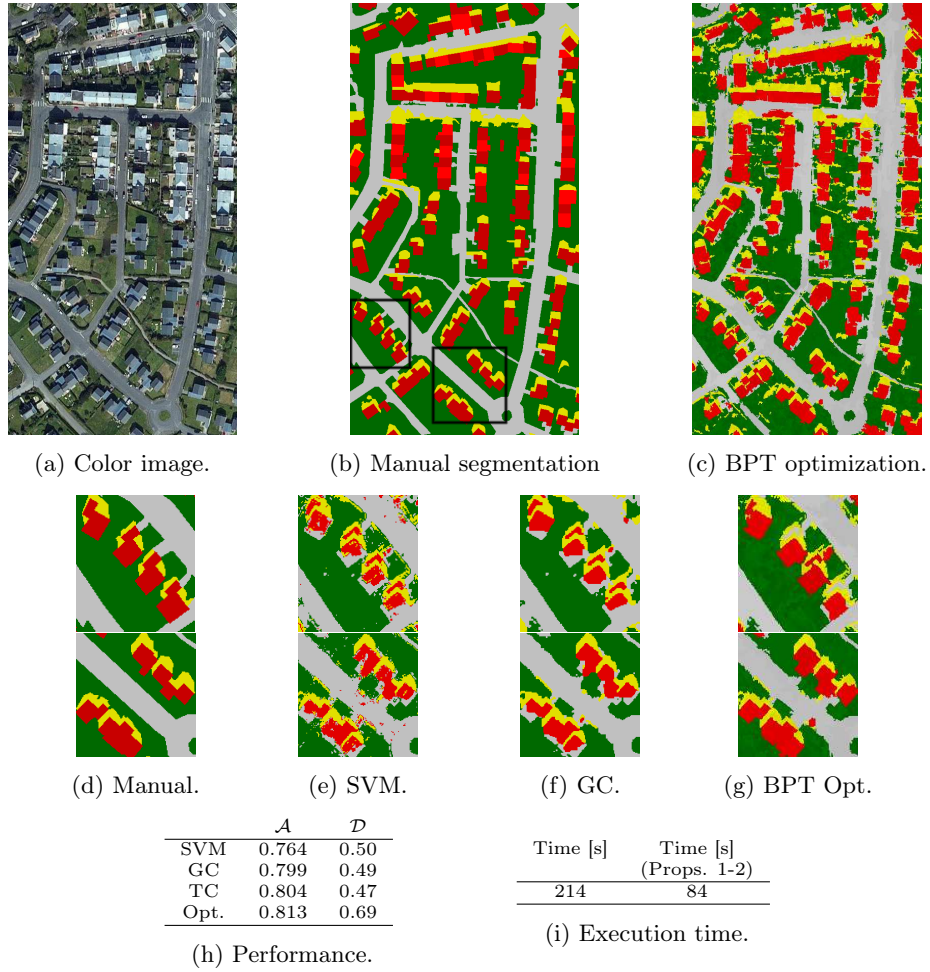 (a) Color image.
(b) Manual segmentation
(c) BPT optimization.
(d) Manual.
(e) SVM.
(f) GC.
(g) BPT Opt.
𝒜 𝒟
SVM 0.764 0.50
GC 0.799 0.49
TC 0.804 0.47
Opt. 0.813 0.69
(h) Performance.
Time [s] Time [s]
(Props. 1-2)
214 84
(i) Execution time.